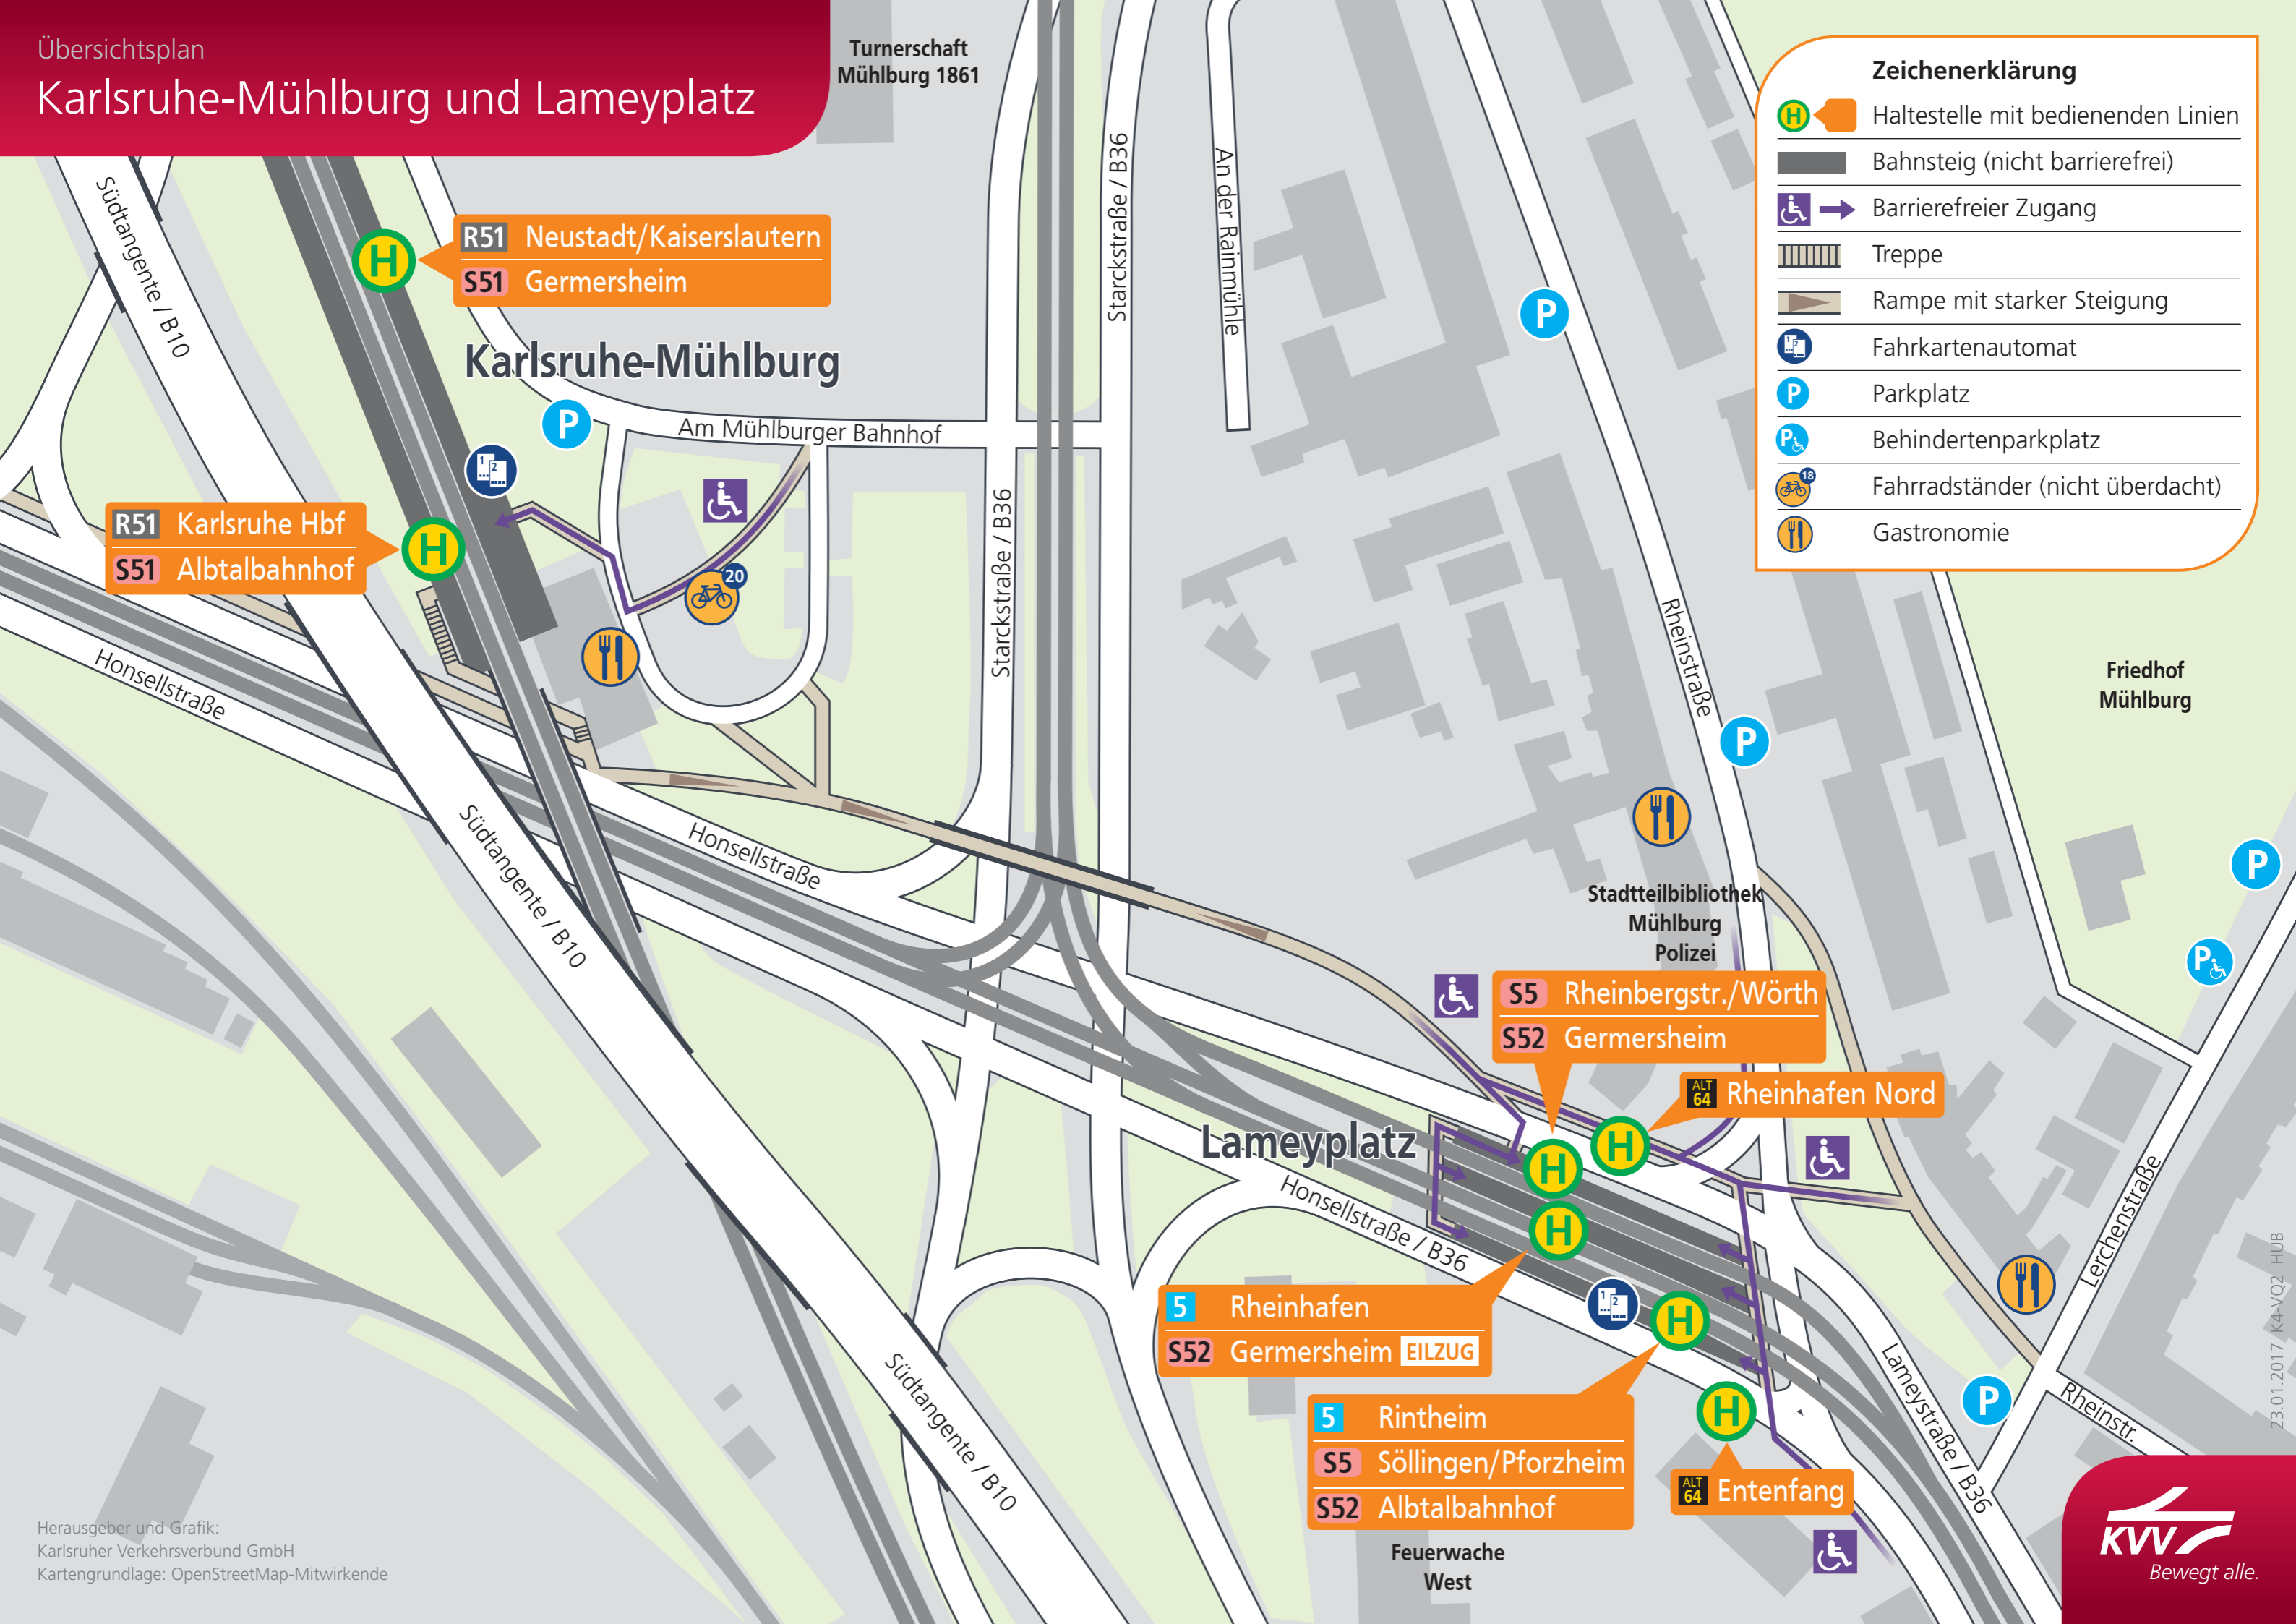 Übersichtsplan
Karlsruhe-Mühlburg und Lameyplatz
Turnerschaft
Mühlburg 1861
Zeichenerklärung
H Haltestelle mit bedienenden Linien
Bahnsteig (nicht barrierefrei)
Barrierefreier Zugang
Treppe
Rampe mit starker Steigung
1 2 Fahrkartenautomat
P Parkplatz
P Behindertenparkplatz
18 Fahrradständer (nicht überdacht)
Gastronomie
Südtangente / B10
H
R51 Neustadt/Kaiserslautern
S51 Germersheim
Starckstraße / B36
An der Rainmühle
P
Karlsruhe-Mühlburg
P
Am Mühlburger Bahnhof
1 2
R51 Karlsruhe Hbf
S51 Albtalbahnhof
H
20
Starckstraße / B36
Rheinstraße
Honsellstraße
Friedhof
Mühlburg
P
Südtangente / B10
Honsellstraße
P
Stadtteilbibliothek
Mühlburg
Polizei
P
S5 Rheinbergstr./Wörth
S52 Germersheim
ALT
64 Rheinhafen Nord
Lameyplatz
H
H
H
Honsellstraße / B36
Lerchenstraße
5 Rheinhafen
S52 Germersheim EILZUG
1 2
H
5 Rintheim
S5 Söllingen/Pforzheim
S52 Albtalbahnhof
H
ALT
64 Entenfang
Lameystraße / B36
P
Rheinstr.
Südtangente / B10
Feuerwache
West
23.01.2017 K4-VQ2 HUB
Herausgeber und Grafik:
Karlsruher Verkehrsverbund GmbH
Kartengrundlage: OpenStreetMap-Mitwirkende
KVV
Bewegt alle.